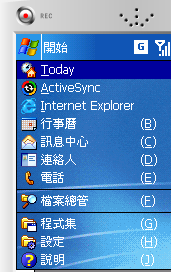 REC
開始 G
Today
ActiveSync
Internet Explorer
行事曆 (B)
訊息中心 (C)
連絡人 (D)
電話 (E)
檔案總管 (F)
程式集 (G)
設定 (H)
說明 (I)